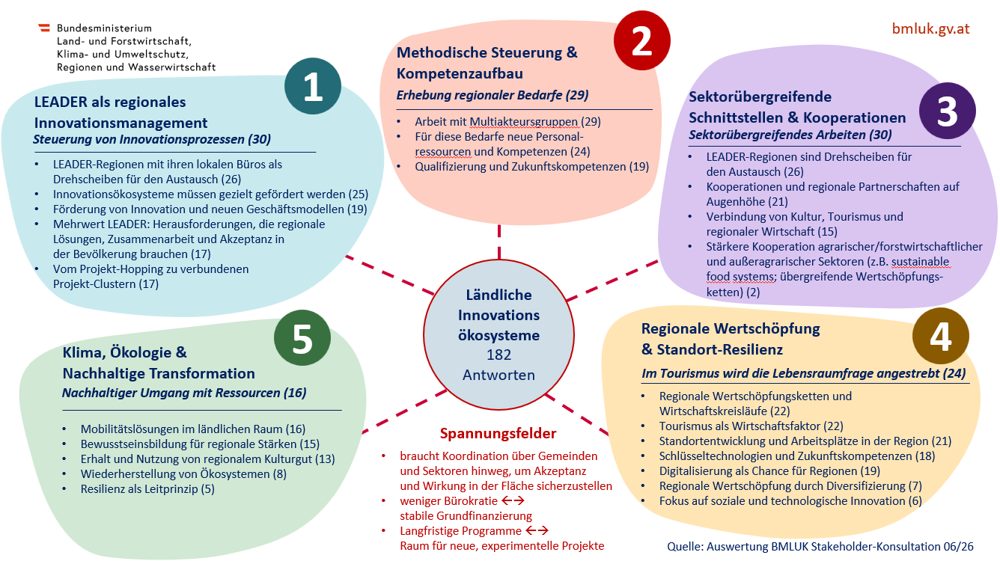 Bundesministerium
Land- und Forstwirtschaft,
Klima- und Umweltschutz,
Regionen und Wasserwirtschaft
bmluk.gv.at
1
LEADER als regionales
Innovationsmanagement
Steuerung von Innovationsprozessen (30)
• LEADER-Regionen mit ihren lokalen Büros als
Drehscheiben für den Austausch (26)
• Innovationsökosysteme müssen gezielt gefördert werden (25)
• Förderung von Innovation und neuen Geschäftsmodellen (19)
• Mehrwert LEADER: Herausforderungen, die regionale
Lösungen, Zusammenarbeit und Akzeptanz in
der Bevölkerung brauchen (17)
• Vom Projekt-Hopping zu verbundenen
Projekt-Clustern (17)
2
Methodische Steuerung &
Kompetenzaufbau
Erhebung regionaler Bedarfe (29)
• Arbeit mit Multiakteursgruppen (29)
• Für diese Bedarfe neue Personal-
ressourcen und Kompetenzen (24)
• Qualifizierung und Zukunftskompetenzen (19)
3
Sektorübergreifende
Schnittstellen & Kooperationen
Sektorübergreifendes Arbeiten (30)
• LEADER-Regionen sind Drehscheiben für
den Austausch (26)
• Kooperationen und regionale Partnerschaften auf
Augenhöhe (21)
• Verbindung von Kultur, Tourismus und
regionaler Wirtschaft (15)
• Stärkere Kooperation agrarischer/forstwirtschaftlicher
und außeragrarischer Sektoren (z.B. sustainable
food systems; übergreifende Wertschöpfungs-
ketten) (2)
Ländliche
Innovations
ökosysteme
182
Antworten
4
Regionale Wertschöpfung
& Standort-Resilienz
Im Tourismus wird die Lebensraumfrage angestrebt (24)
• Regionale Wertschöpfungsketten und
Wirtschaftskreisläufe (22)
• Tourismus als Wirtschaftsfaktor (22)
• Standortentwicklung und Arbeitsplätze in der Region (21)
• Schlüsseltechnologien und Zukunftskompetenzen (18)
• Digitalisierung als Chance für Regionen (19)
• Regionale Wertschöpfung durch Diversifizierung (7)
• Fokus auf soziale und technologische Innovation (6)
5
Klima, Ökologie &
Nachhaltige Transformation
Nachhaltiger Umgang mit Ressourcen (16)
• Mobilitätslösungen im ländlichen Raum (16)
• Bewusstseinsbildung für regionale Stärken (15)
• Erhalt und Nutzung von regionalem Kulturgut (13)
• Wiederherstellung von Ökosystemen (8)
• Resilienz als Leitprinzip (5)
Spannungsfelder
• braucht Koordination über Gemeinden
und Sektoren hinweg, um Akzeptanz
und Wirkung in der Fläche sicherzustellen
• weniger Bürokratie ←→
stabile Grundfinanzierung
• Langfristige Programme ←→
Raum für neue, experimentelle Projekte
Quelle: Auswertung BMLUK Stakeholder-Konsultation 06/26